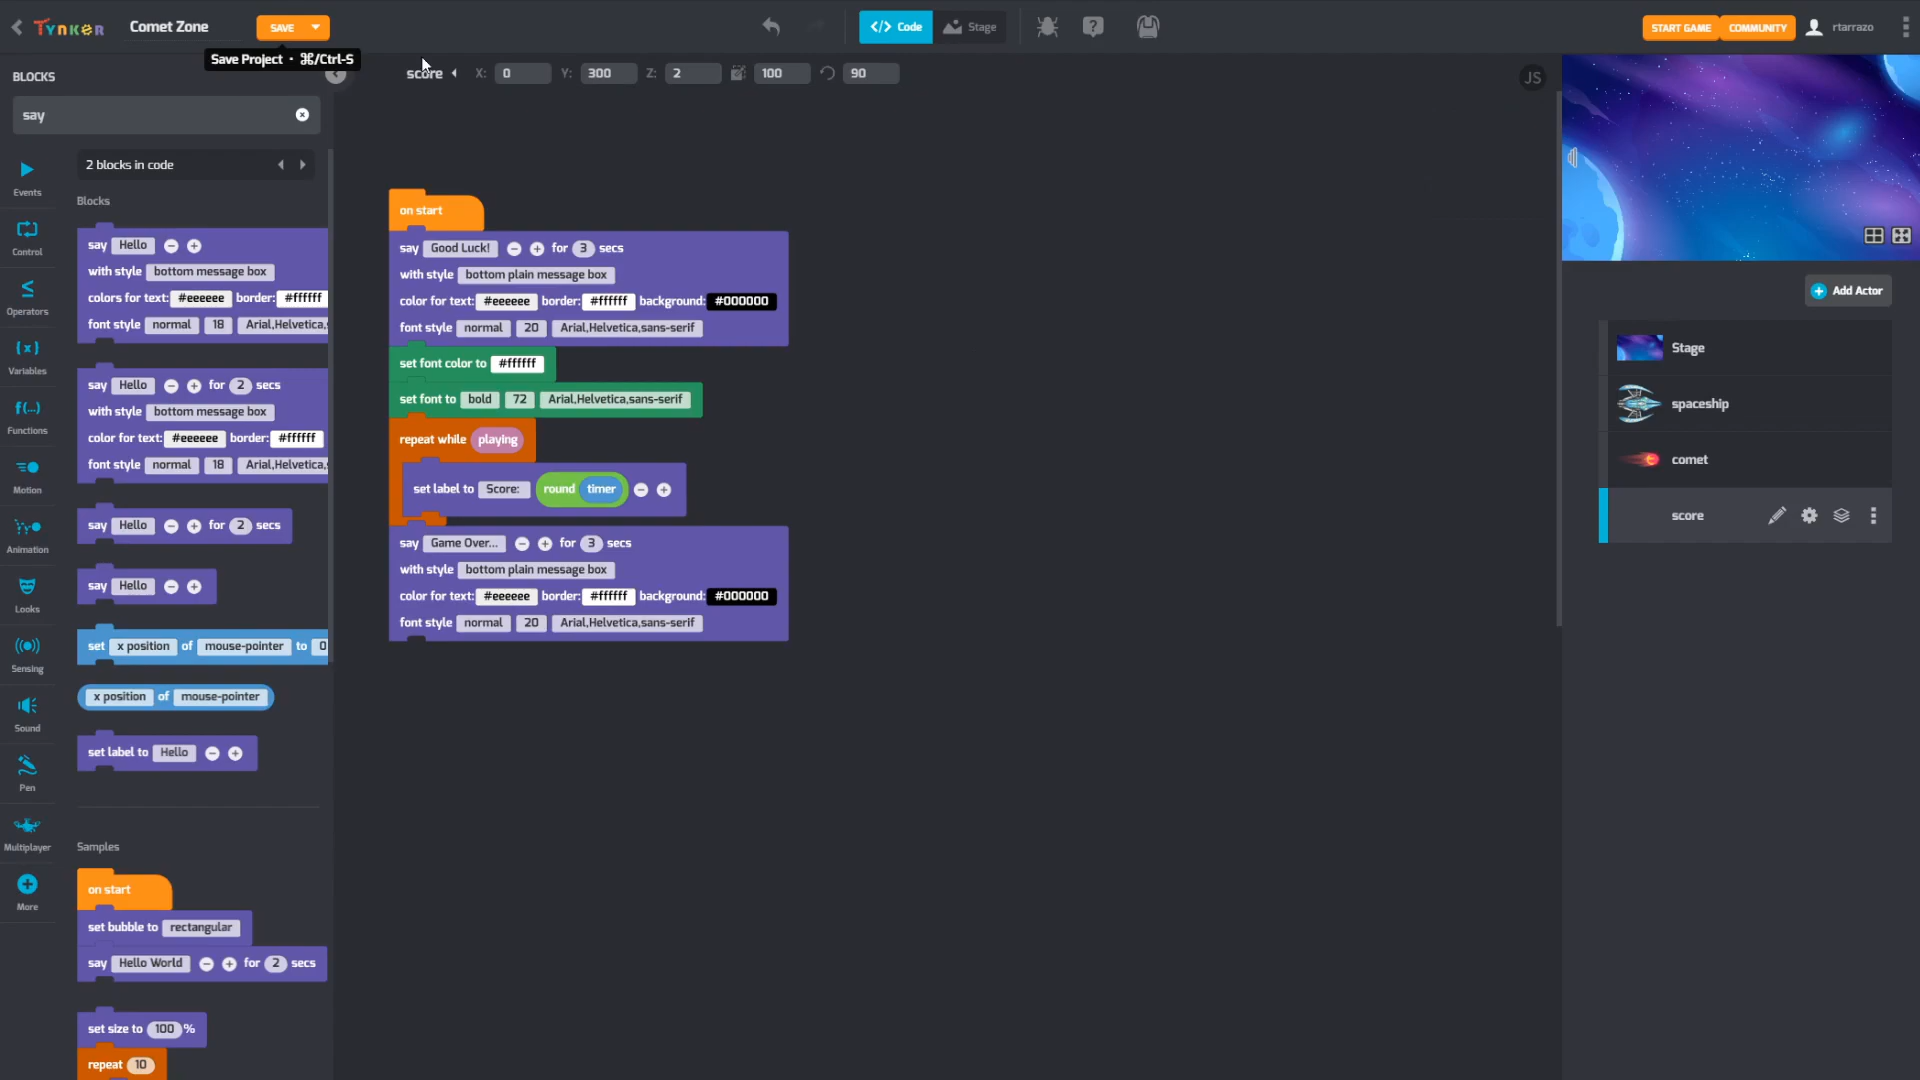 TYNKER
Comet Zone
SAVE
</> Code
Stage
START GAME
COMMUNITY
rtarrazo
Save Project · ⌘/Ctrl-S
BLOCKS
score X: 0 Y: 300 Z: 2 100 90
JS
say
Events
Control
Operators
{x}
Variables
f(...)
Functions
Motion
Animation
Looks
Sensing
Sound
Pen
Multiplayer
More
2 blocks in code
Blocks
say Hello
with style bottom message box
colors for text: #eeeeee border: #ffffff
font style normal 18 Arial,Helvetica,s
say Hello for 2 secs
with style bottom message box
color for text: #eeeeee border: #ffffff
font style normal 18 Arial,Helvetica,s
say Hello for 2 secs
say Hello
set x position of mouse-pointer to 0
x position of mouse-pointer
set label to Hello
Samples
on start
set bubble to rectangular
say Hello World for 2 secs
set size to 100 %
repeat 10
on start
say Good Luck! for 3 secs
with style bottom plain message box
color for text: #eeeeee border: #ffffff background: #000000
font style normal 20 Arial,Helvetica,sans-serif
set font color to #ffffff
set font to bold 72 Arial,Helvetica,sans-serif
repeat while playing
set label to Score: round timer
say Game Over... for 3 secs
with style bottom plain message box
color for text: #eeeeee border: #ffffff background: #000000
font style normal 20 Arial,Helvetica,sans-serif
Add Actor
Stage
spaceship
comet
score